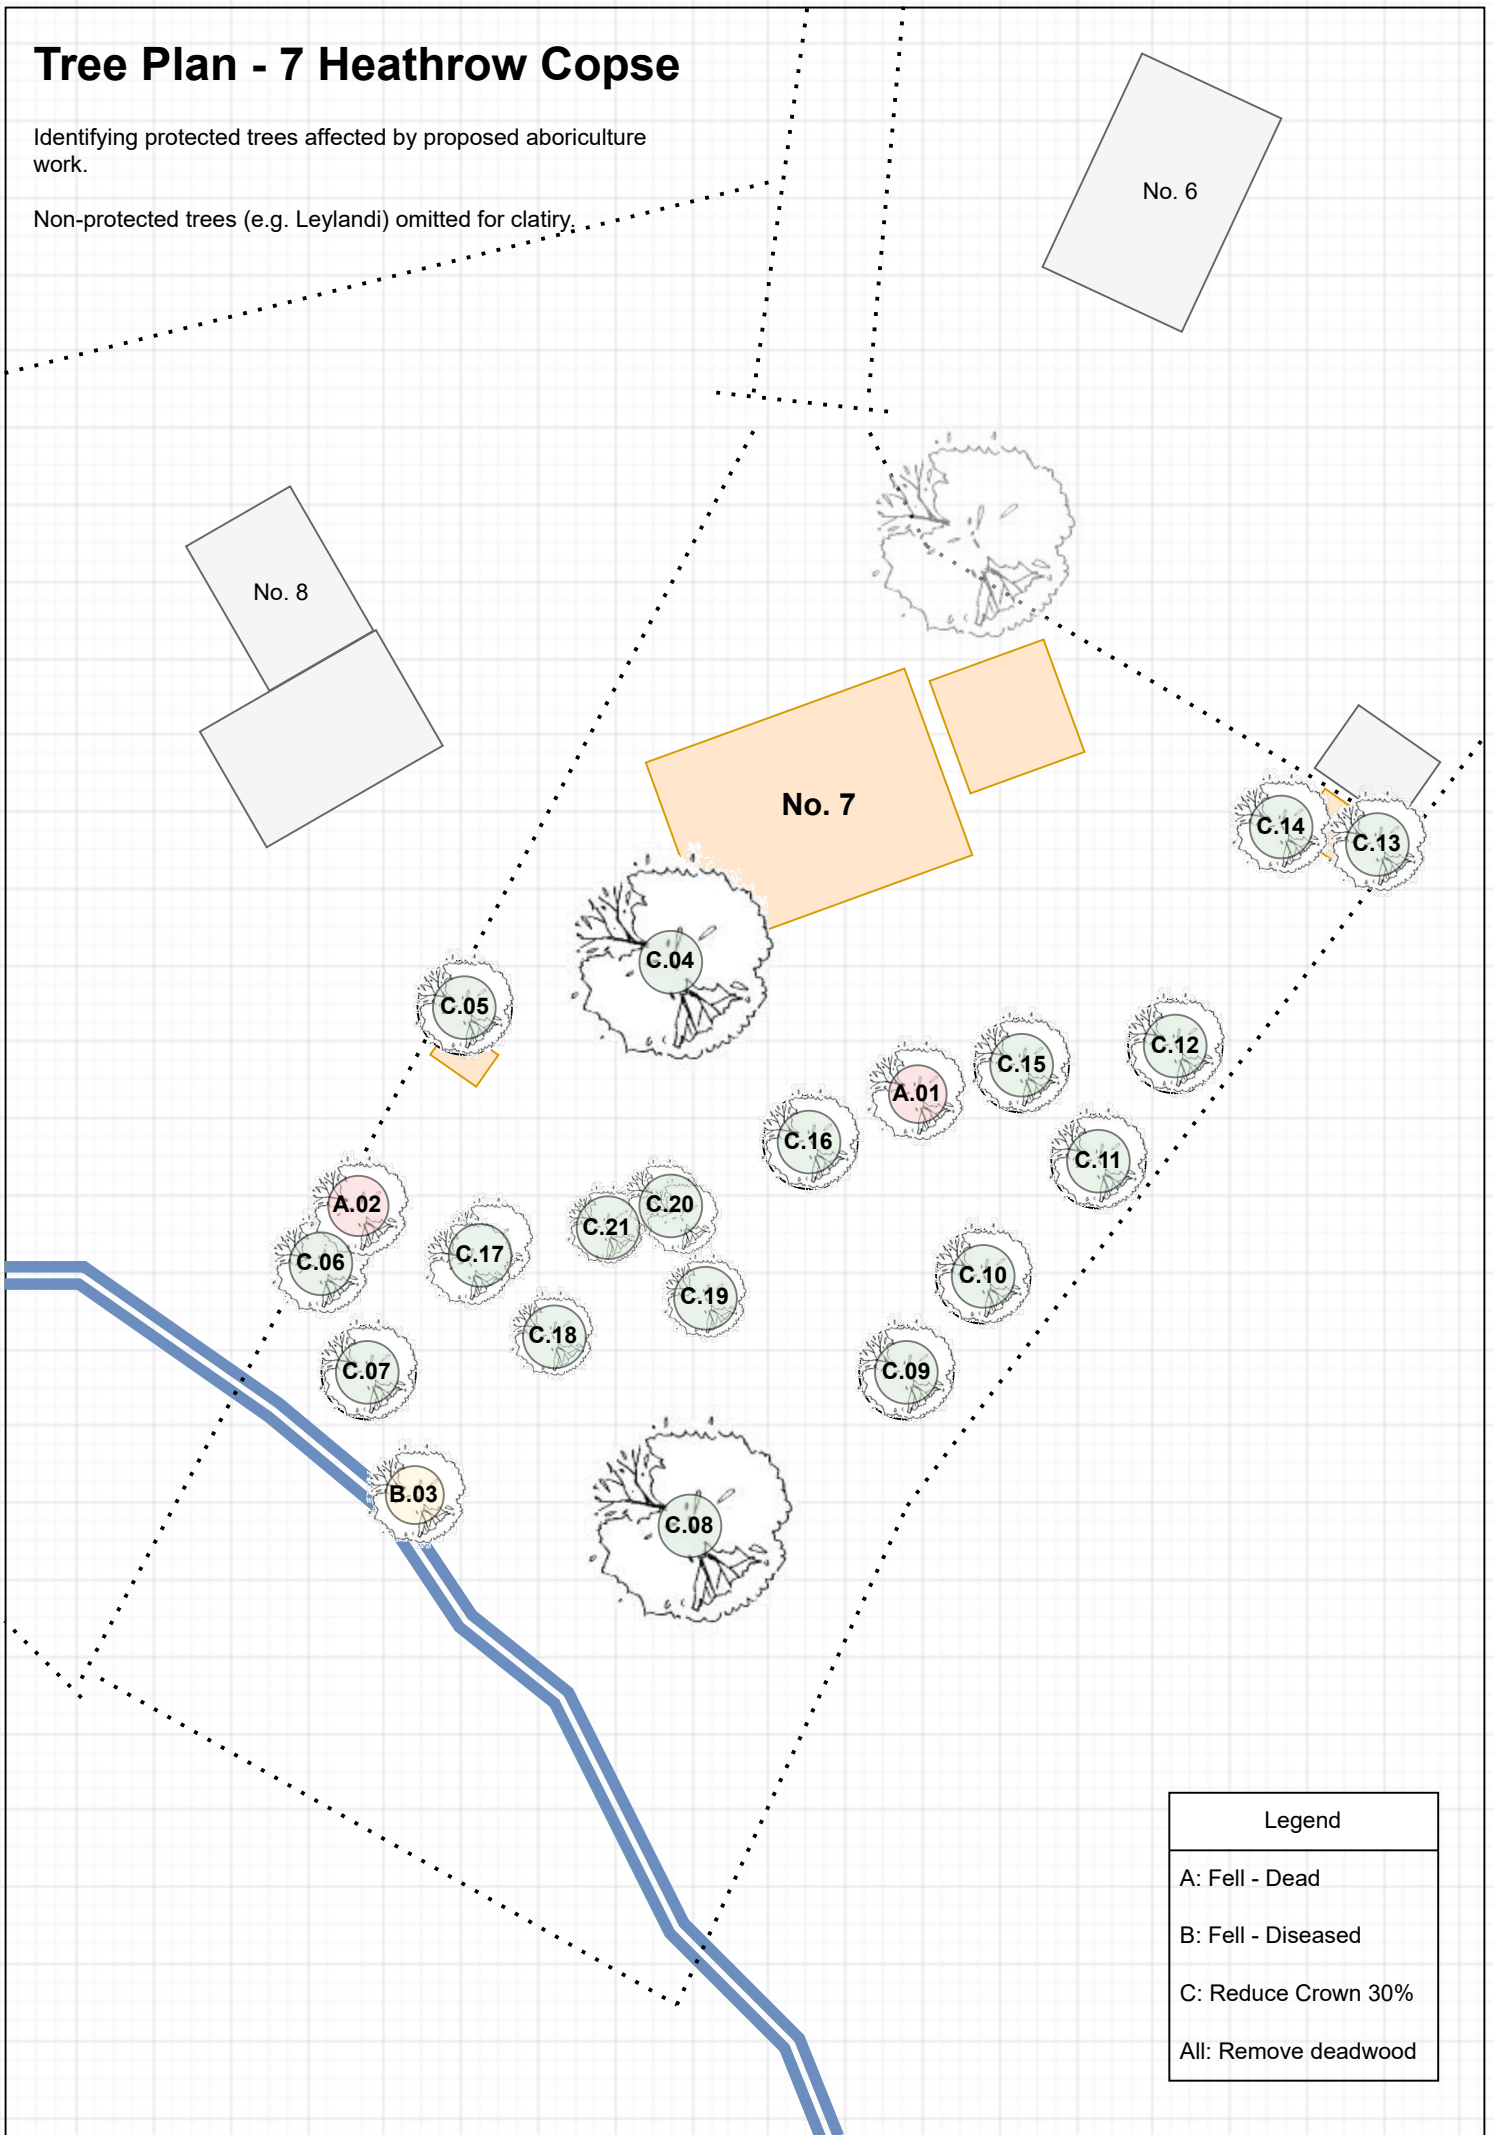 Tree Plan - 7 Heathrow Copse
Identifying protected trees affected by proposed aboriculture
work.
Non-protected trees (e.g. Leylandi) omitted for clatiry.
No. 6
No. 8
No. 7
C.14
C.13
C.04
C.05
C.12
C.15
A.01
C.16
C.11
A.02
C.20
C.21
C.17
C.06
C.10
C.19
C.18
C.07
C.09
B.03
C.08
Legend
A: Fell - Dead
B: Fell - Diseased
C: Reduce Crown 30%
All: Remove deadwood